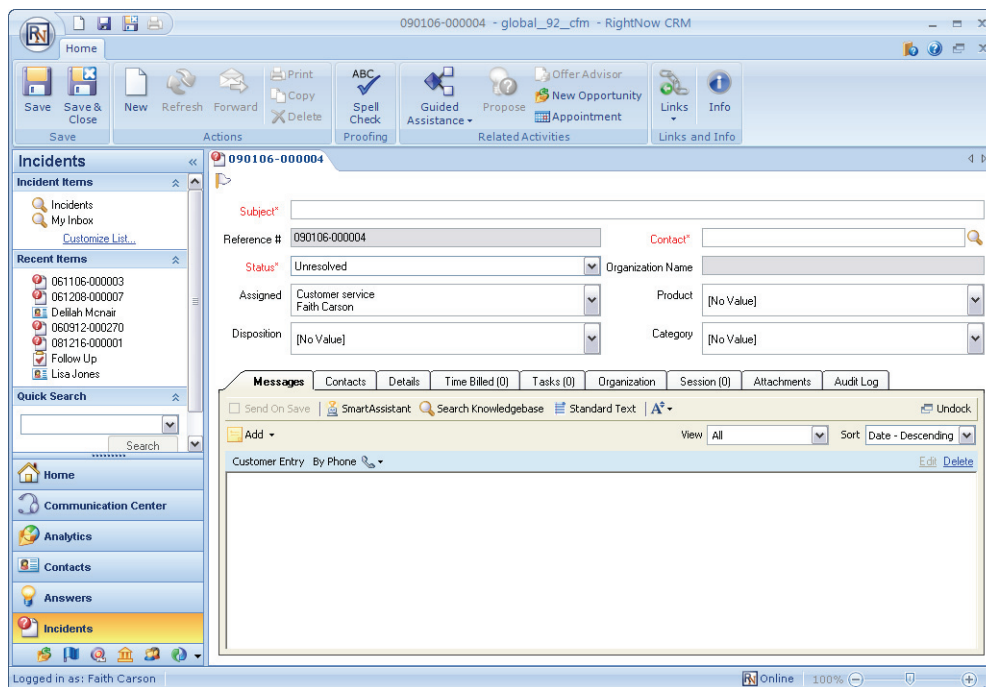 090106-000004 - global_92_cfm - RightNow CRM
RN
Home
Save
Save & Close
Save
New
Refresh
Forward
Print
Copy
Delete
Actions
ABC
Spell Check
Proofing
Guided Assistance
Propose
Offer Advisor
New Opportunity
Appointment
Related Activities
Links
Info
Links and Info
Incidents
Incident Items
Incidents
My Inbox
Customize List...
Recent Items
061106-000003
061208-000007
Delilah Mcnair
060912-000270
081216-000001
Follow Up
Lisa Jones
Quick Search
Search
Home
Communication Center
Analytics
Contacts
Answers
Incidents
090106-000004
Subject*
Reference # 090106-000004
Contact*
Status* Unresolved
Organization Name
Assigned Customer service
Faith Carson
Product [No Value]
Disposition [No Value]
Category [No Value]
Messages Contacts Details Time Billed (0) Tasks (0) Organization Session (0) Attachments Audit Log
Send On Save SmartAssistant Search Knowledgebase Standard Text A Undock
Add View All Sort Date - Descending
Customer Entry By Phone Edit Delete
Logged in as: Faith Carson
RN Online 100%